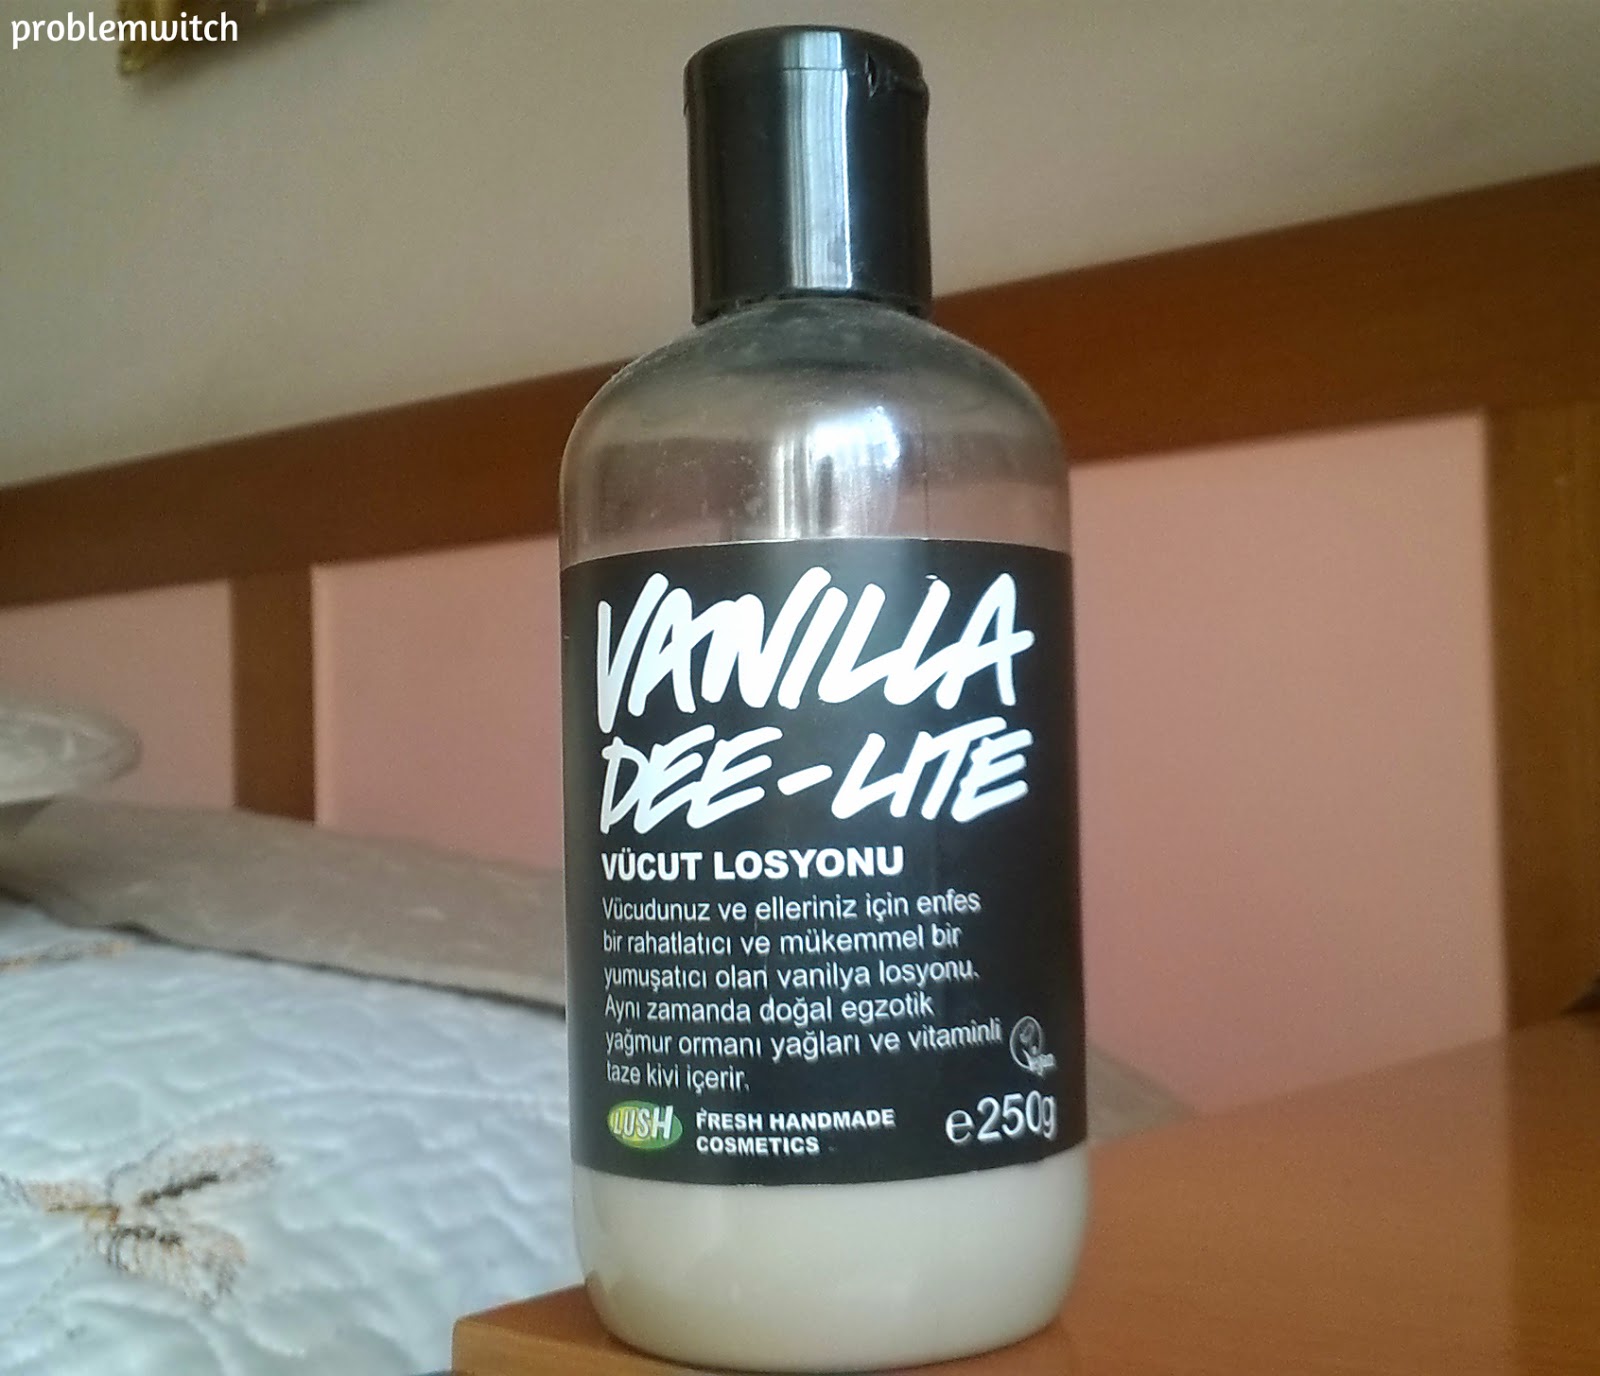 problemwitch
VANILLA
DEE-LITE
VÜCUT LOSYONU
Vücudunuz ve elleriniz için enfes
bir rahatlatıcı ve mükemmel bir
yumuşatıcı olan vanilya losyonu.
Aynı zamanda doğal egzotik
yağmur ormanı yağları ve vitaminli
taze kivi içerir.
LUSH
FRESH HANDMADE
COSMETICS
e250g